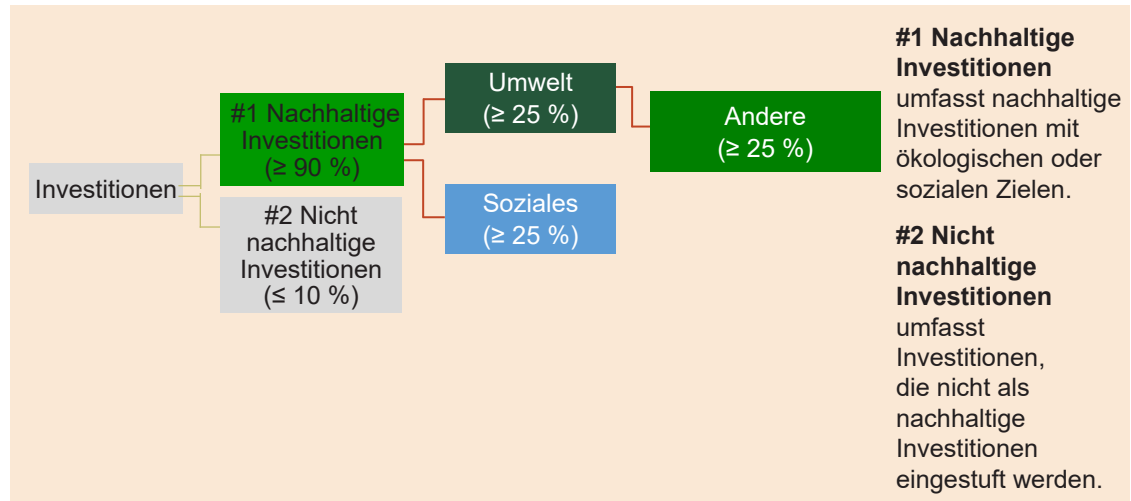 Investitionen
#1 Nachhaltige
Investitionen
(≥ 90 %)
#2 Nicht
nachhaltige
Investitionen
(≤ 10 %)
Umwelt
(≥ 25 %)
Soziales
(≥ 25 %)
Andere
(≥ 25 %)
#1 Nachhaltige
Investitionen
umfasst nachhaltige
Investitionen mit
ökologischen oder
sozialen Zielen.
#2 Nicht
nachhaltige
Investitionen
umfasst
Investitionen,
die nicht als
nachhaltige
Investitionen
eingestuft werden.